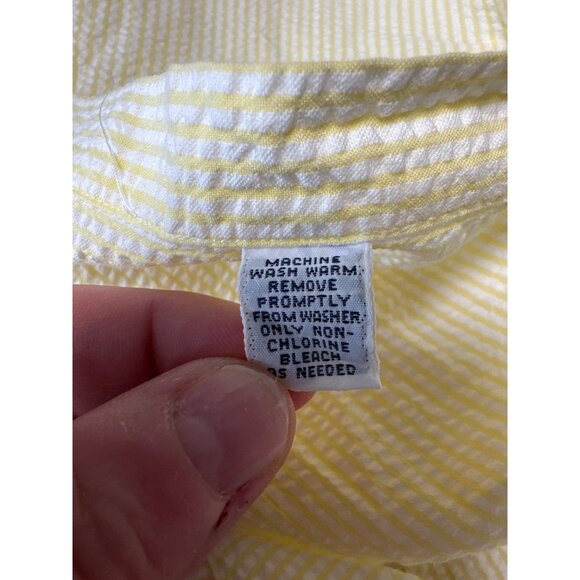 MACHINE
WASH WARM
REMOVE
PROMPTLY
FROM WASHER
ONLY NON-
CHLORINE
BLEACH
AS NEEDED